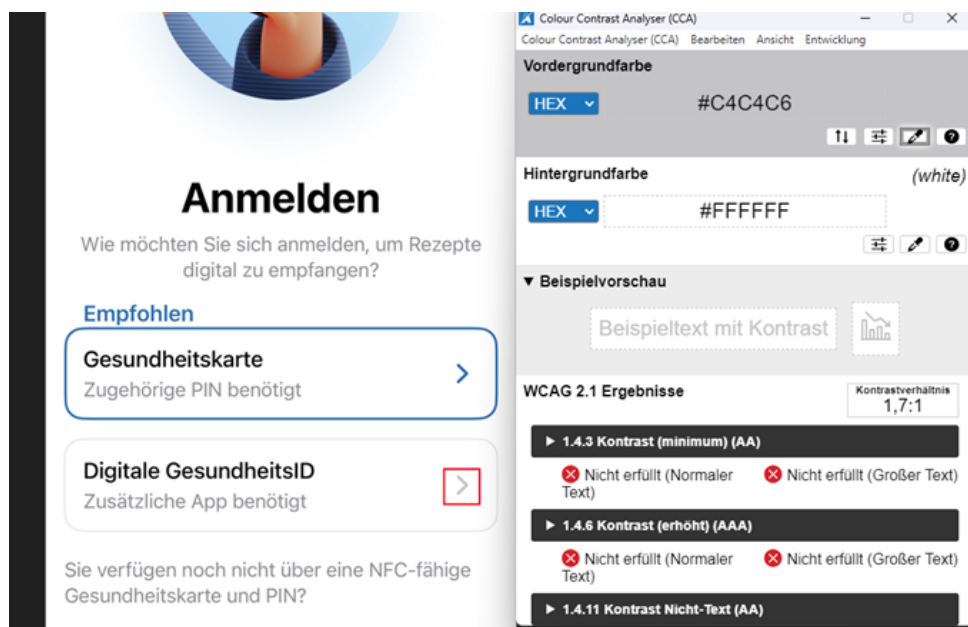 Anmelden
Wie möchten Sie sich anmelden, um Rezepte
digital zu empfangen?
Empfohlen
Gesundheitskarte
Zugehörige PIN benötigt
Digitale GesundheitsID
Zusätzliche App benötigt
Sie verfügen noch nicht über eine NFC-fähige
Gesundheitskarte und PIN?
Colour Contrast Analyser (CCA)
Colour Contrast Analyser (CCA) Bearbeiten Ansicht Entwicklung
Vordergrundfarbe
HEX #C4C4C6
Hintergrundfarbe (white)
HEX #FFFFFF
▼ Beispielvorschau
Beispieltext mit Kontrast
WCAG 2.1 Ergebnisse
Kontrastverhältnis
1,7:1
1.4.3 Kontrast (minimum) (AA)
Nicht erfüllt (Normaler Text)
Nicht erfüllt (Großer Text)
1.4.6 Kontrast (erhöht) (AAA)
Nicht erfüllt (Normaler Text)
Nicht erfüllt (Großer Text)
1.4.11 Kontrast Nicht-Text (AA)